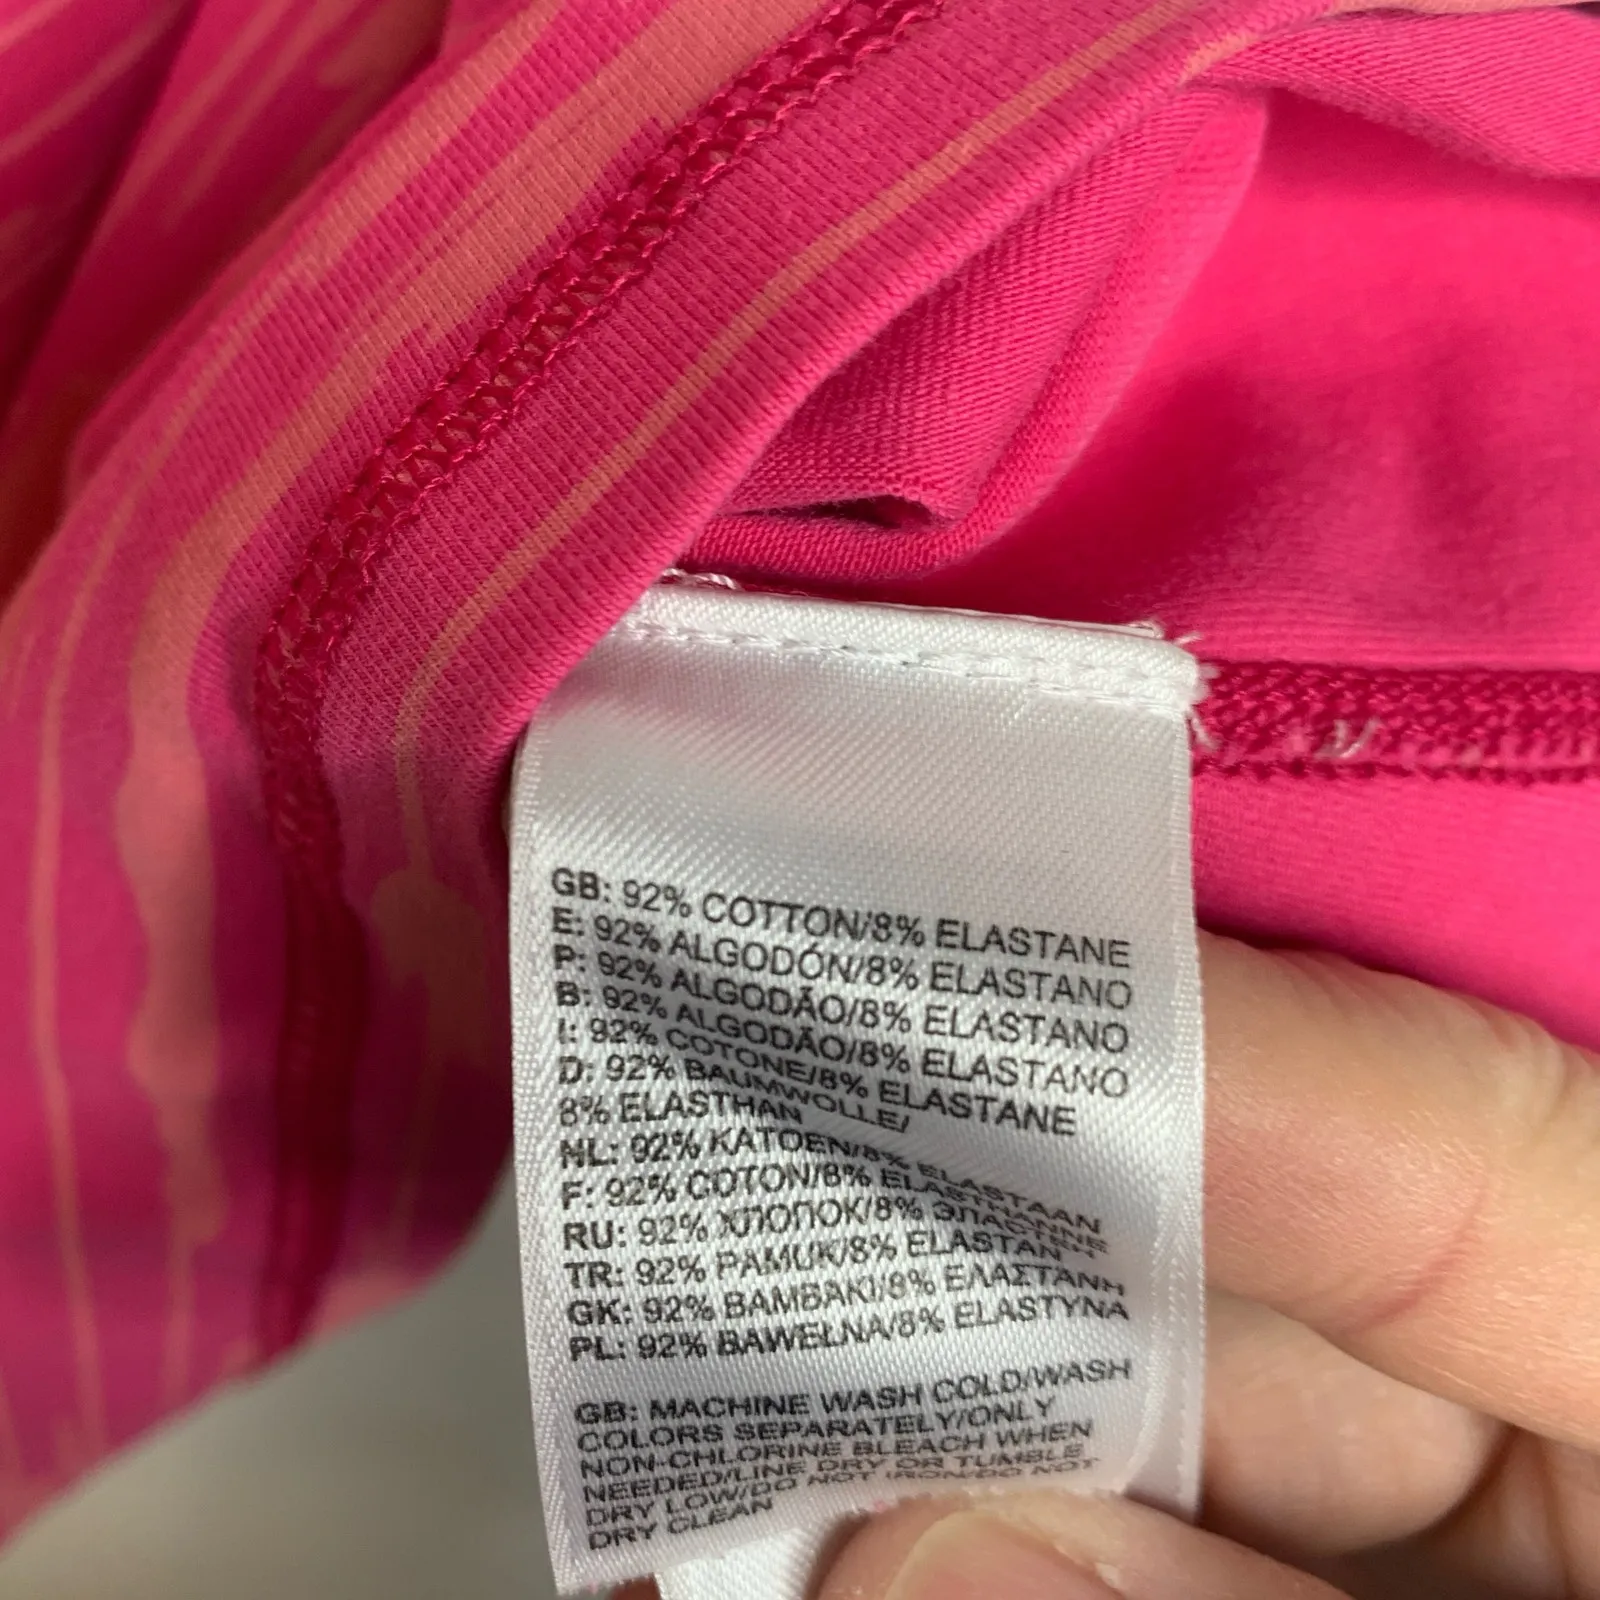 GB: 92% COTTON/8% ELASTANE
E: 92% ALGODÓN/8% ELASTANO
P: 92% ALGODÃO/8% ELASTANO
B: 92% ALGODÃO/8% ELASTANO
I: 92% COTONE/8% ELASTANE
D: 92% BAUMWOLLE/
8% ELASTHAN
NL: 92% KATOEN/8% ELASTAAN
F: 92% COTON/8% ELASTHANNE
RU: 92% ХЛОПОК/8% ЭЛАСТЕН
TR: 92% PAMUK/8% ELASTAN
GK: 92% ΒΑΜΒΑΚΙ/8% ΕΛΑΣΤΑΝΗ
PL: 92% BAWEŁNA/8% ELASTYNA
GB: MACHINE WASH COLD/WASH
COLORS SEPARATELY/ONLY
NON-CHLORINE BLEACH WHEN
NEEDED/LINE DRY OR TUMBLE
DRY LOW/DO NOT IRON/DO NOT
DRY CLEAN